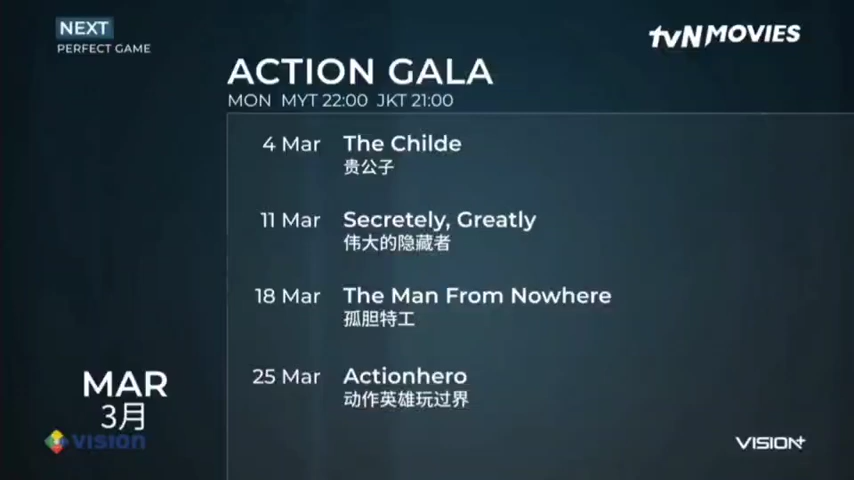 NEXT
PERFECT GAME
tvN MOVIES
ACTION GALA
MON MYT 22:00 JKT 21:00
4 Mar The Childe
贵公子
11 Mar Secretely, Greatly
伟大的隐藏者
18 Mar The Man From Nowhere
孤胆特工
25 Mar Actionhero
动作英雄玩过界
MAR
3月
vision
VISION+